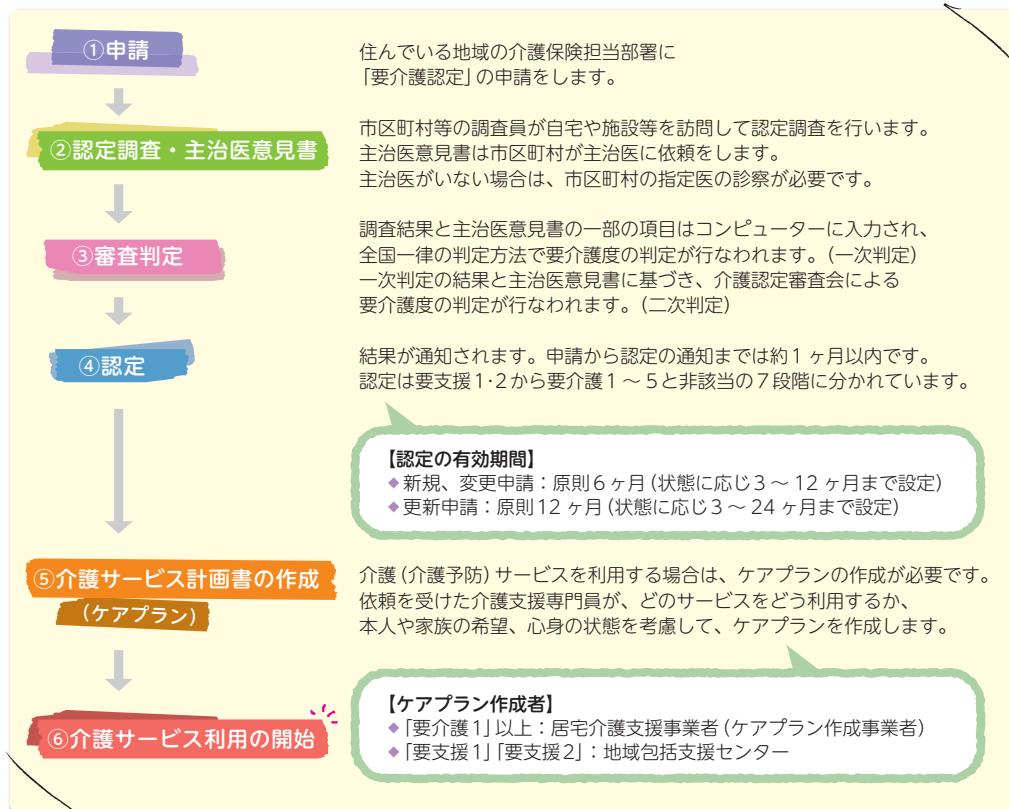 ①申請
住んでいる地域の介護保険担当部署に
「要介護認定」の申請をします。
②認定調査・主治医意見書
市区町村等の調査員が自宅や施設等を訪問して認定調査を行います。
主治医意見書は市区町村が主治医に依頼をします。
主治医がいない場合は、市区町村の指定医の診察が必要です。
③審査判定
調査結果と主治医意見書の一部の項目はコンピューターに入力され、
全国一律の判定方法で要介護度の判定が行なわれます。(一次判定)
一次判定の結果と主治医意見書に基づき、介護認定審査会による
要介護度の判定が行なわれます。(二次判定)
④認定
結果が通知されます。申請から認定の通知までは約1ヶ月以内です。
認定は要支援1・2から要介護1～5と非該当の7段階に分かれています。
【認定の有効期間】
◆新規、変更申請：原則6ヶ月(状態に応じ3～12ヶ月まで設定)
◆更新申請：原則12ヶ月(状態に応じ3～24ヶ月まで設定)
⑤介護サービス計画書の作成
(ケアプラン)
介護(介護予防)サービスを利用する場合は、ケアプランの作成が必要です。
依頼を受けた介護支援専門員が、どのサービスをどう利用するか、
本人や家族の希望、心身の状態を考慮して、ケアプランを作成します。
【ケアプラン作成者】
◆「要介護1」以上：居宅介護支援事業者(ケアプラン作成事業者)
◆「要支援1」「要支援2」：地域包括支援センター
⑥介護サービス利用の開始